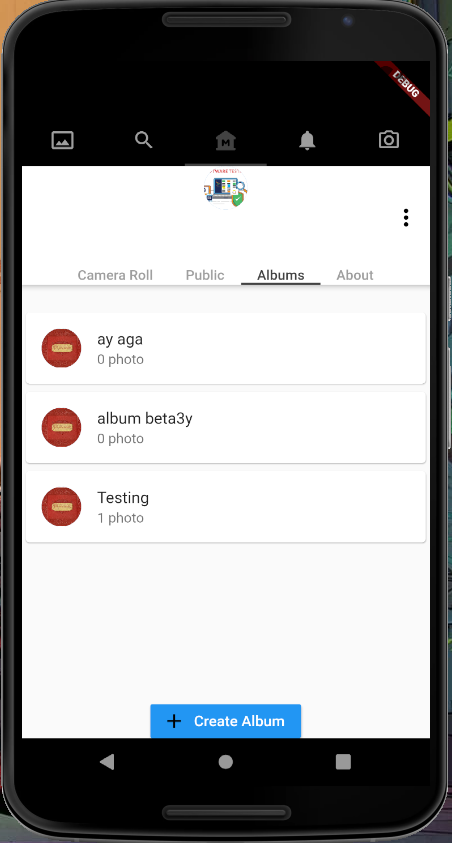 DEBUG
Camera Roll Public Albums About
ay aga
0 photo
album beta3y
0 photo
Testing
1 photo
+ Create Album